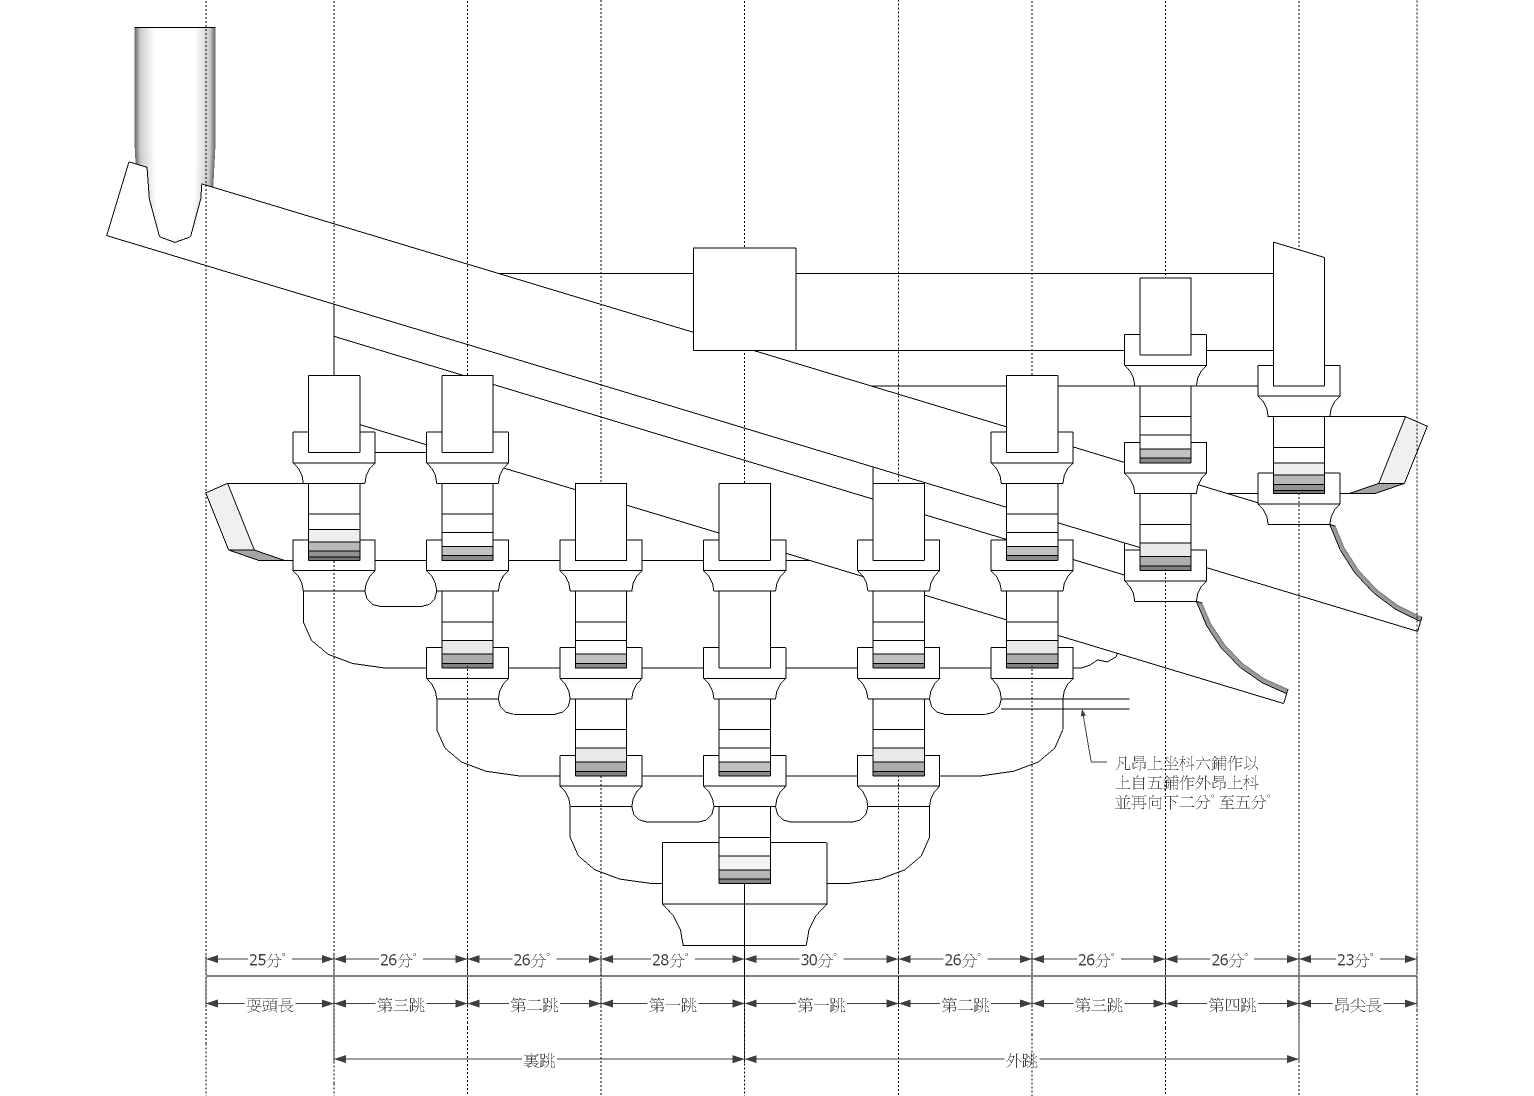 凡昂上坐枓六鋪作以
上自五鋪作外昂上枓
並再向下二分°至五分°
25分°
26分°
26分°
28分°
30分°
26分°
26分°
26分°
23分°
耍頭長
第三跳
第二跳
第一跳
第一跳
第二跳
第三跳
第四跳
昂尖長
裏跳
外跳